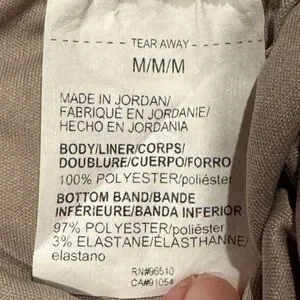 TEAR AWAY
M/M/M
MADE IN JORDAN/
FABRIQUÉ EN JORDANIE/
HECHO EN JORDANIA
BODY/LINER/CORPS/
DOUBLURE/CUERPO/FORRO
100% POLYESTER/poliéster
BOTTOM BAND/BANDE
INFÉRIEURE/BANDA INFERIOR
97% POLYESTER/poliéster
3% ELASTANE/ÉLASTHANNE/
elastano
RN#96510
CA#91054